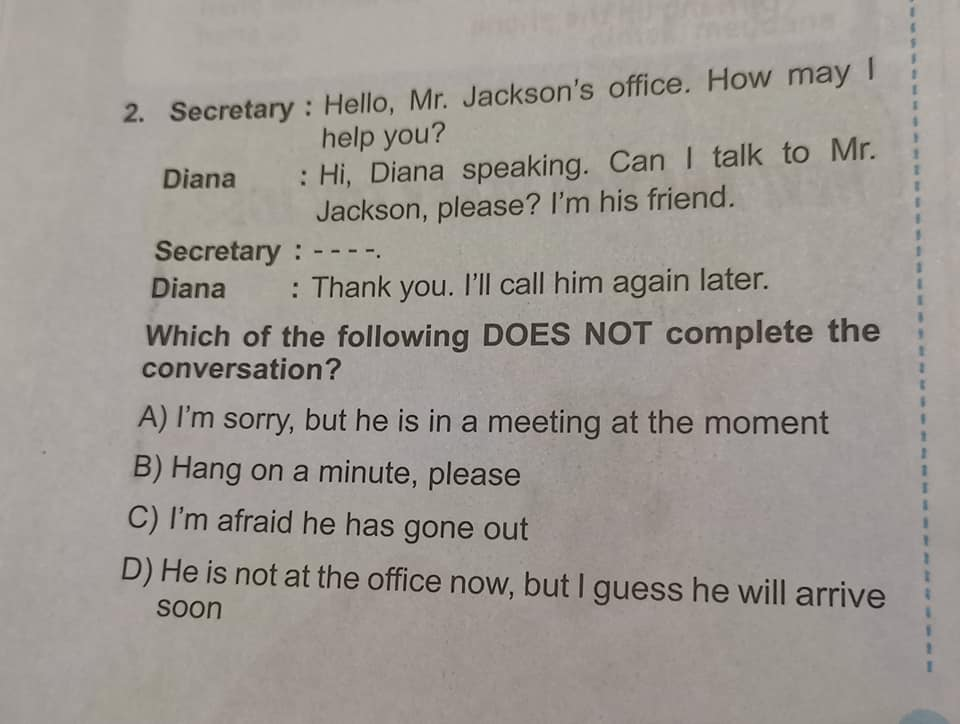 2. Secretary : Hello, Mr. Jackson's office. How may I
help you?
Diana : Hi, Diana speaking. Can I talk to Mr.
Jackson, please? I'm his friend.
Secretary : - - - -.
Diana : Thank you. I'll call him again later.
Which of the following DOES NOT complete the
conversation?
A) I'm sorry, but he is in a meeting at the moment
B) Hang on a minute, please
C) I'm afraid he has gone out
D) He is not at the office now, but I guess he will arrive
soon